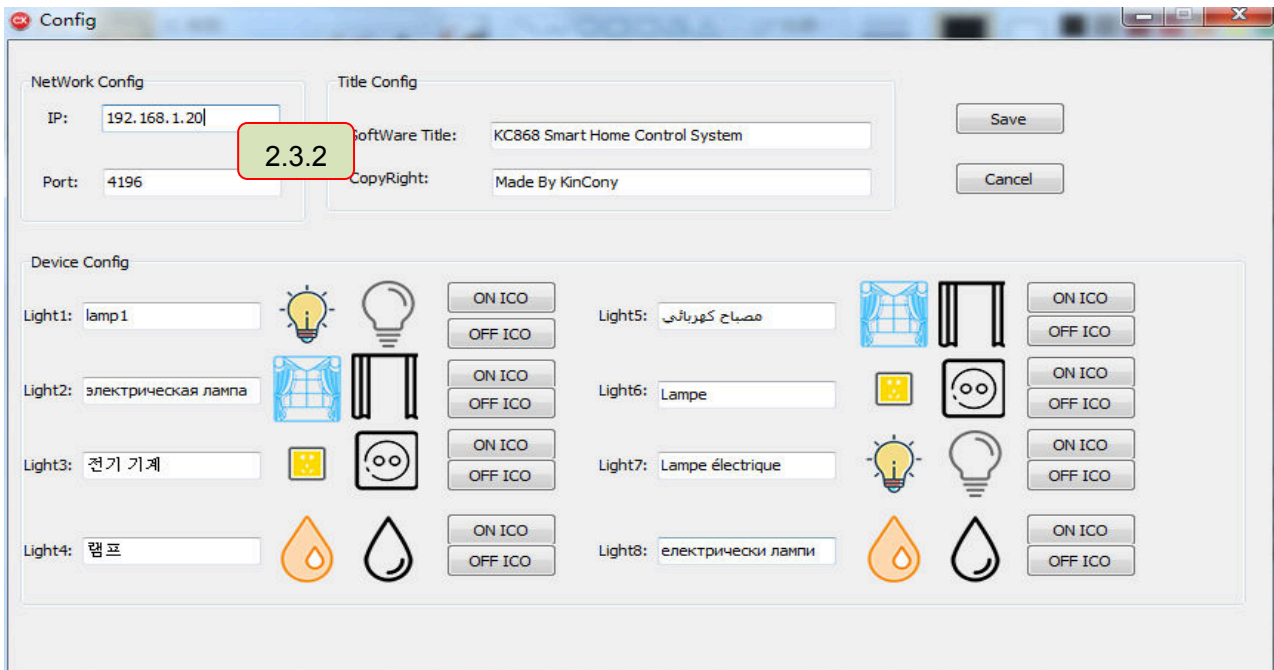 Config
NetWork Config
IP: 192.168.1.20
Port: 4196
2.3.2
Title Config
SoftWare Title: KC868 Smart Home Control System
CopyRight: Made By KinCony
Save
Cancel
Device Config
Light1: lamp1
ON ICO
OFF ICO
Light2: электрическая лампа
ON ICO
OFF ICO
Light3: 전기 기계
ON ICO
OFF ICO
Light4: 램프
ON ICO
OFF ICO
Light5: مصباح كهربائي
ON ICO
OFF ICO
Light6: Lampe
ON ICO
OFF ICO
Light7: Lampe électrique
ON ICO
OFF ICO
Light8: електрически лампи
ON ICO
OFF ICO